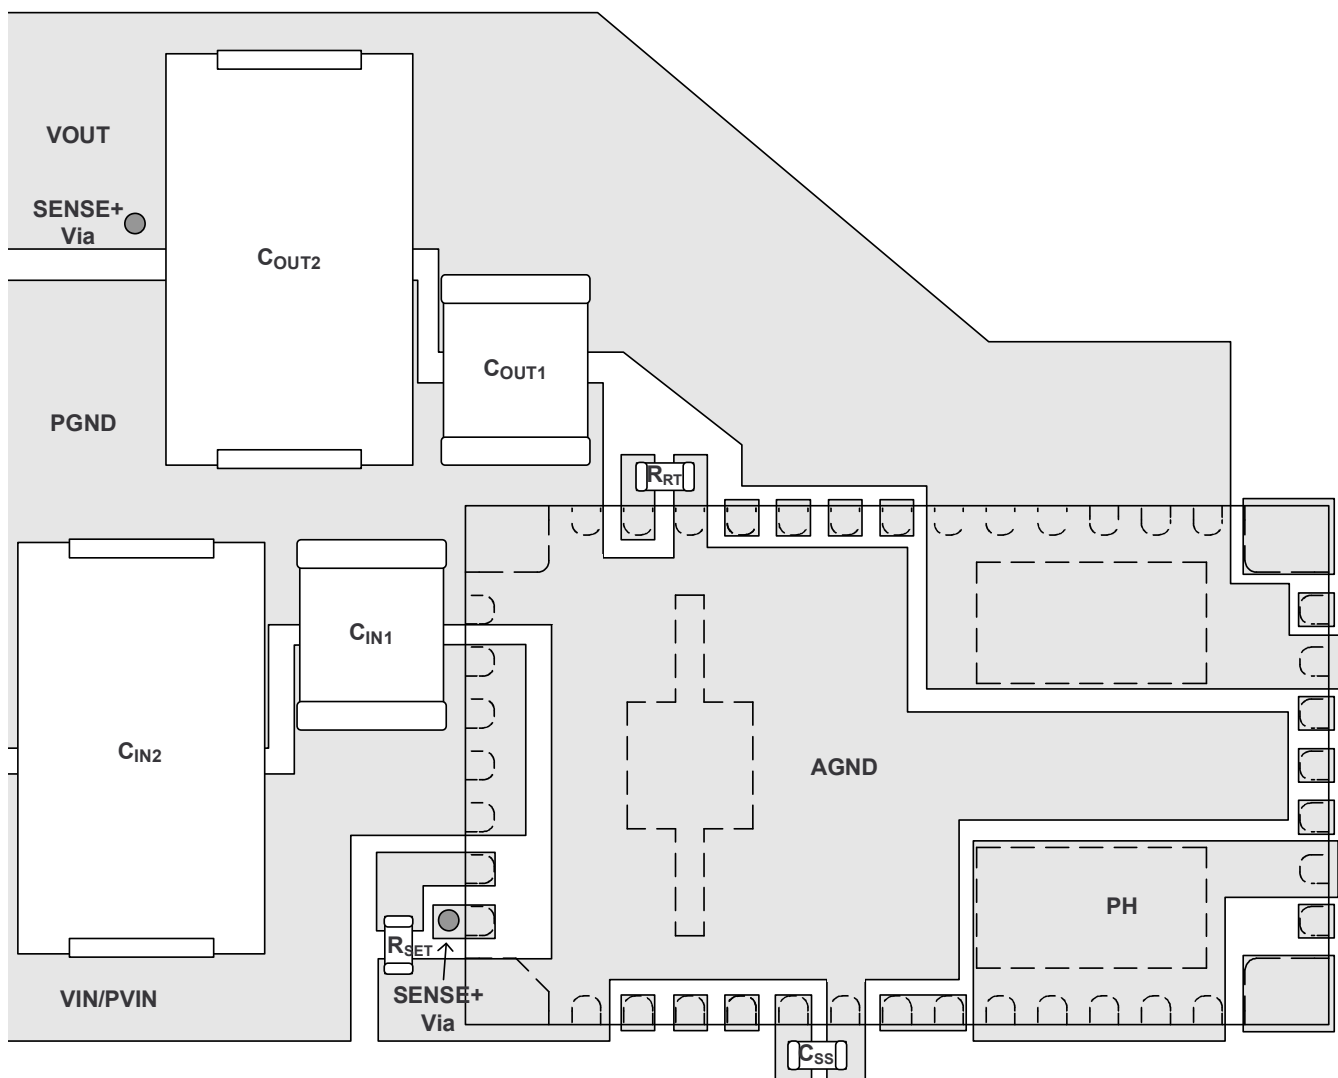 VOUT
SENSE+
Via
COUT2
COUT1
PGND
RRT
CIN1
CIN2
AGND
PH
RSET
SENSE+
Via
VIN/PVIN
CSS